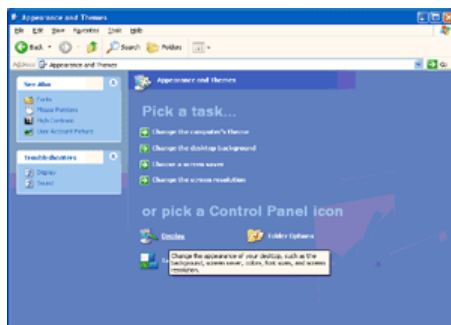 Appearance and Themes
File Edit View Favorites Tools Help
Back Search Folders
Address Appearance and Themes Go
See Also
Fonts
Mouse Pointers
High Contrast
User Account Picture
Troubleshooters
Display
Sound
Appearance and Themes
Pick a task...
Change the computer's theme
Change the desktop background
Choose a screen saver
Change the screen resolution
or pick a Control Panel icon
Display Folder Options
Change the appearance of your desktop, such as the
background, screen saver, colors, font sizes, and screen
resolution.